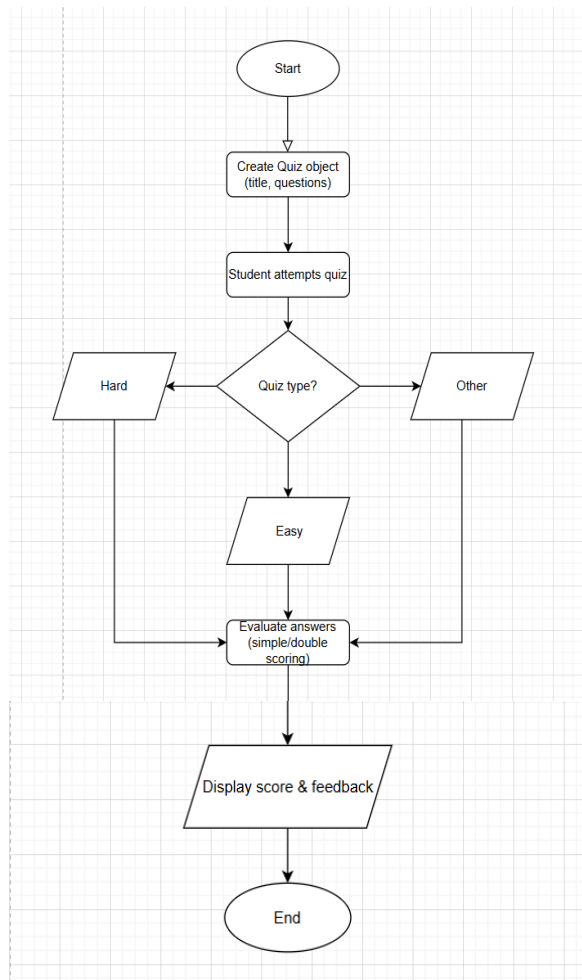 Start
Create Quiz object
(title, questions)
Student attempts quiz
Hard
Quiz type?
Other
Easy
Evaluate answers
(simple/double
scoring)
Display score & feedback
End